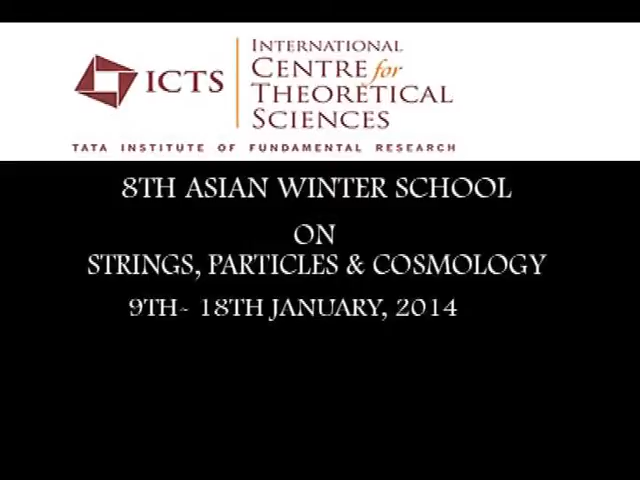 ICTS
INTERNATIONAL
CENTRE for
THEORETICAL
SCIENCES
TATA INSTITUTE OF FUNDAMENTAL RESEARCH
8TH ASIAN WINTER SCHOOL
ON
STRINGS, PARTICLES & COSMOLOGY
9TH- 18TH JANUARY, 2014